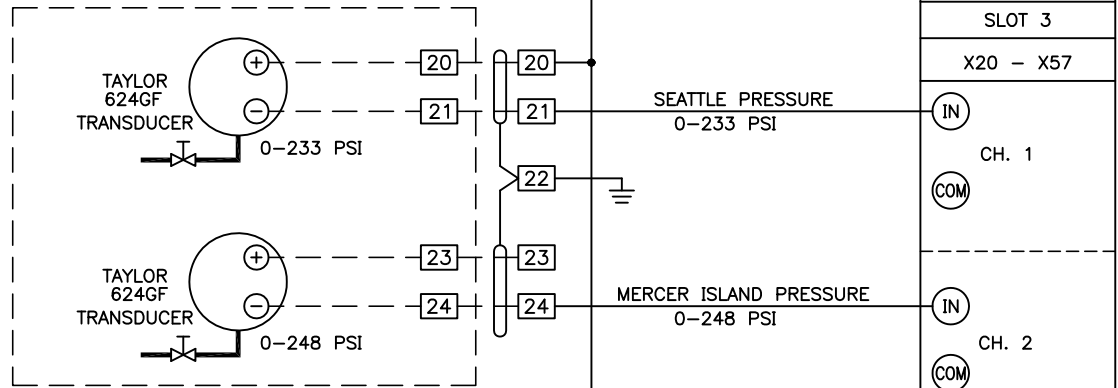 SLOT 3
X20 – X57
TAYLOR
624GF
TRANSDUCER
+
–
0–233 PSI
20
21
20
21
22
SEATTLE PRESSURE
0–233 PSI
IN
CH. 1
COM
TAYLOR
624GF
TRANSDUCER
+
–
0–248 PSI
23
24
23
24
MERCER ISLAND PRESSURE
0–248 PSI
IN
CH. 2
COM